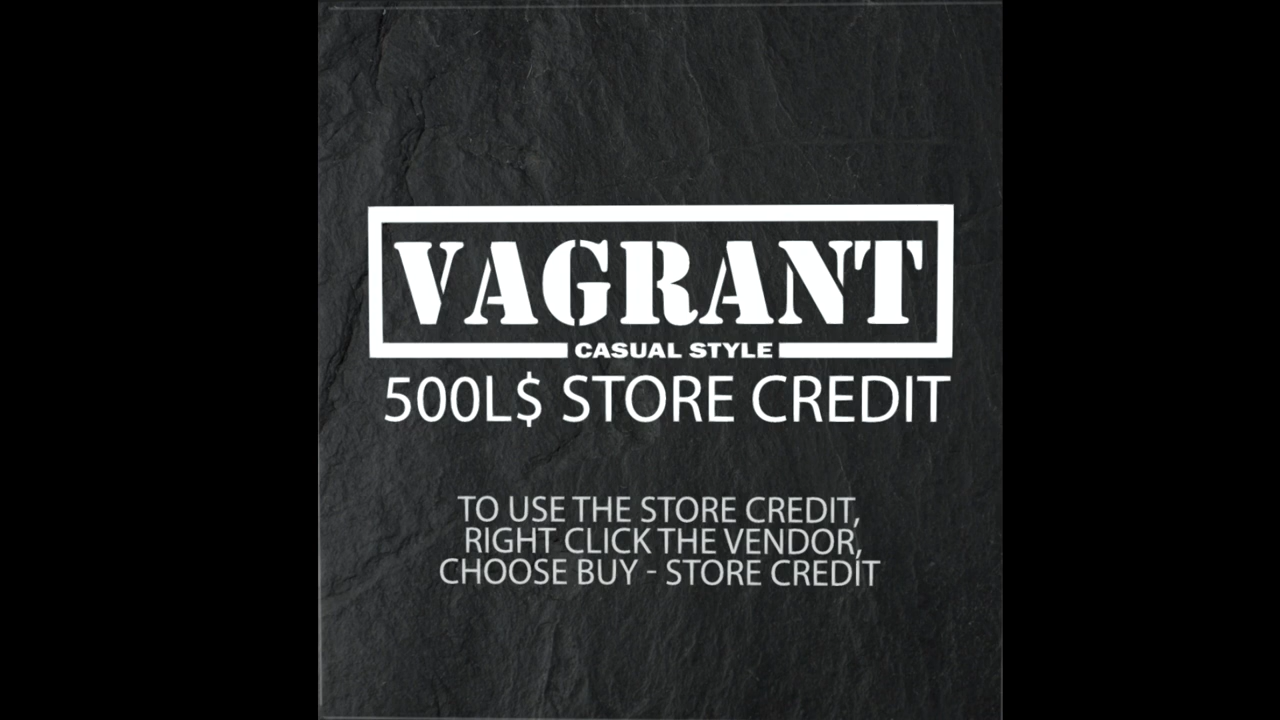 VAGRANT
CASUAL STYLE
500L$ STORE CREDIT
TO USE THE STORE CREDIT,
RIGHT CLICK THE VENDOR,
CHOOSE BUY - STORE CREDIT